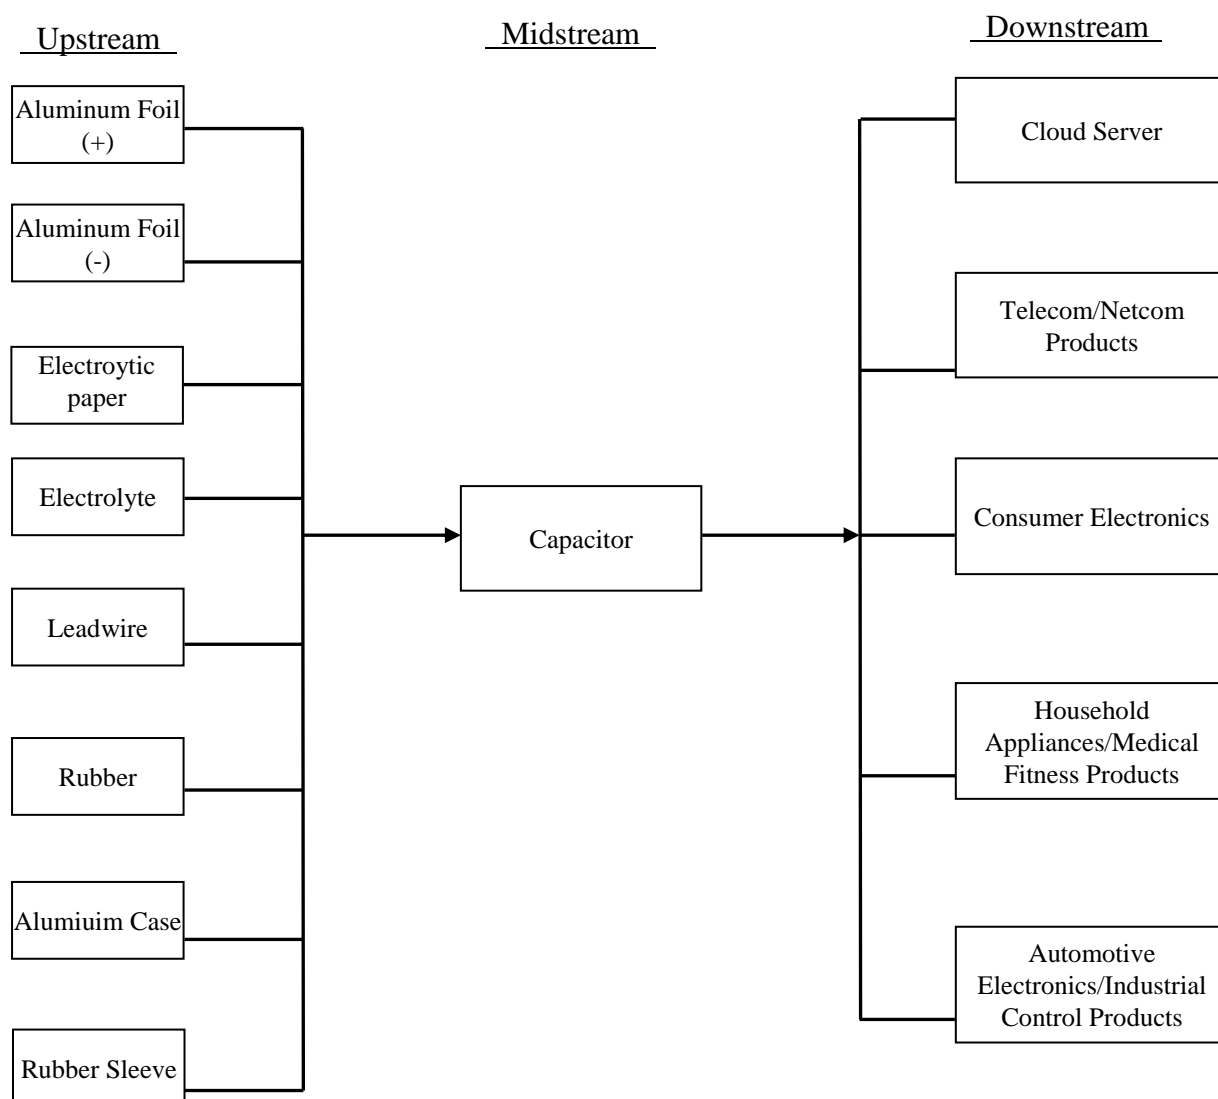 Upstream
Midstream
Downstream
Aluminum Foil
(+)
Aluminum Foil
(-)
Electroytic
paper
Electrolyte
Leadwire
Rubber
Alumiuim Case
Rubber Sleeve
Capacitor
Cloud Server
Telecom/Netcom
Products
Consumer Electronics
Household
Appliances/Medical
Fitness Products
Automotive
Electronics/Industrial
Control Products